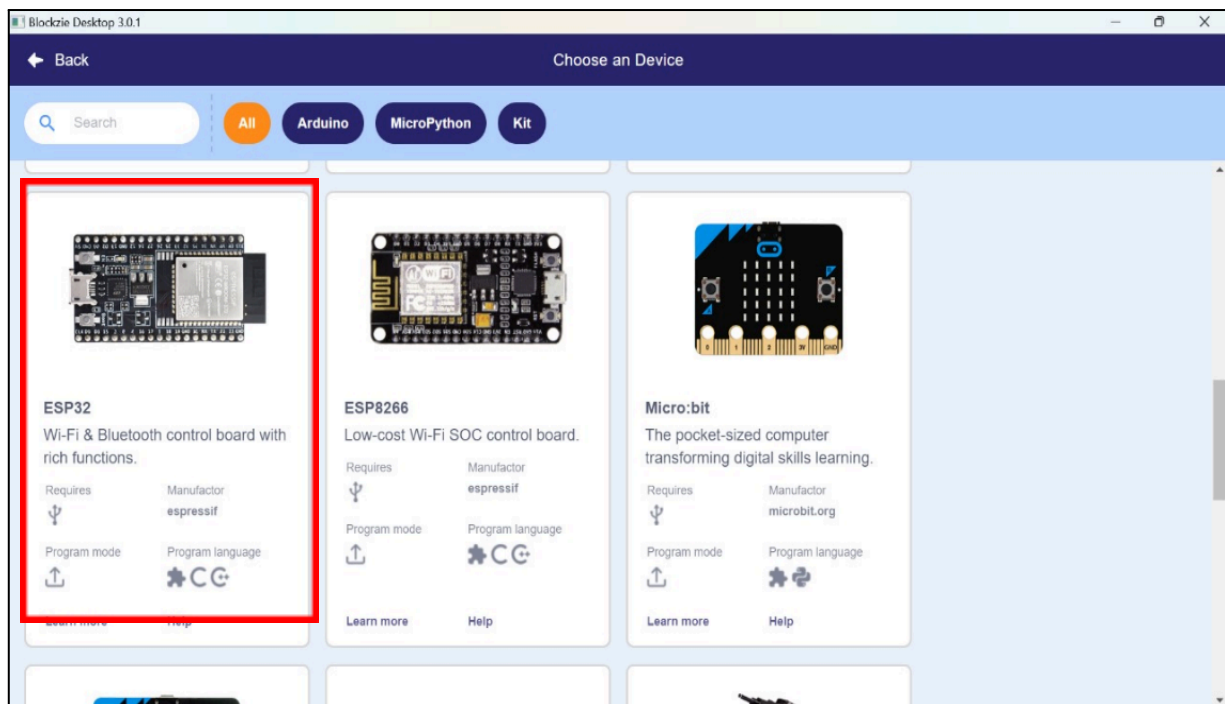 Blockzie Desktop 3.0.1
Back
Choose an Device
Search
All
Arduino
MicroPython
Kit
ESP32
Wi-Fi & Bluetooth control board with
rich functions.
Requires
Manufactor
espressif
Program mode
Program language
Learn more
Help
ESP8266
Low-cost Wi-Fi SOC control board.
Requires
Manufactor
espressif
Program mode
Program language
Learn more
Help
Micro:bit
The pocket-sized computer
transforming digital skills learning.
Requires
Manufactor
microbit.org
Program mode
Program language
Learn more
Help